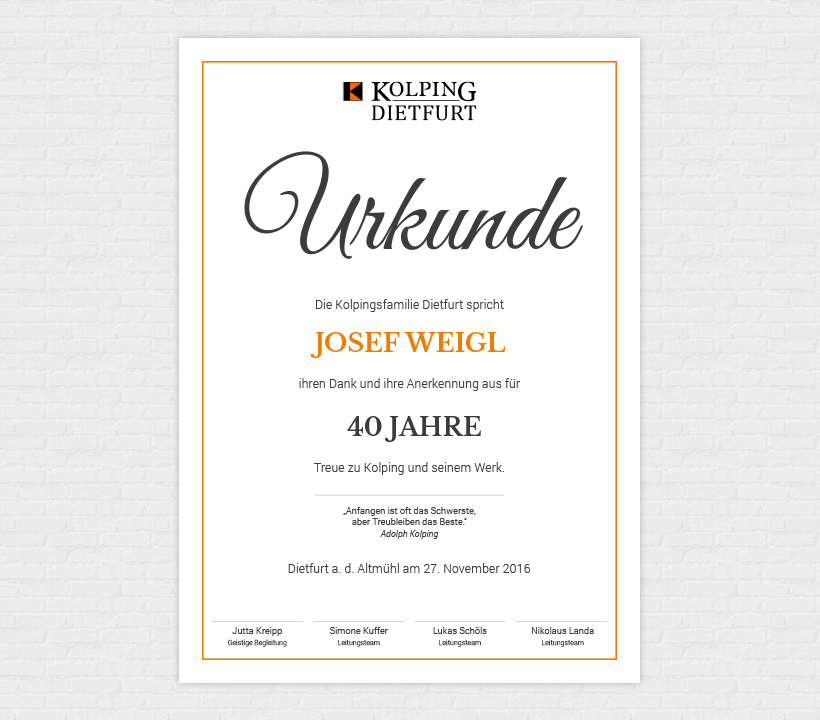 KOLPING
DIETFURT
Urkunde
Die Kolpingsfamilie Dietfurt spricht
JOSEF WEIGL
ihren Dank und ihre Anerkennung aus für
40 JAHRE
Treue zu Kolping und seinem Werk.
„Anfangen ist oft das Schwerste,
aber Treubleiben das Beste.“
Adolph Kolping
Dietfurt a. d. Altmühl am 27. November 2016
Jutta Kreipp Simone Kuffer Lukas Schöls Nikolaus Landa
Geistige Begleitung Leitungsteam Leitungsteam Leitungsteam